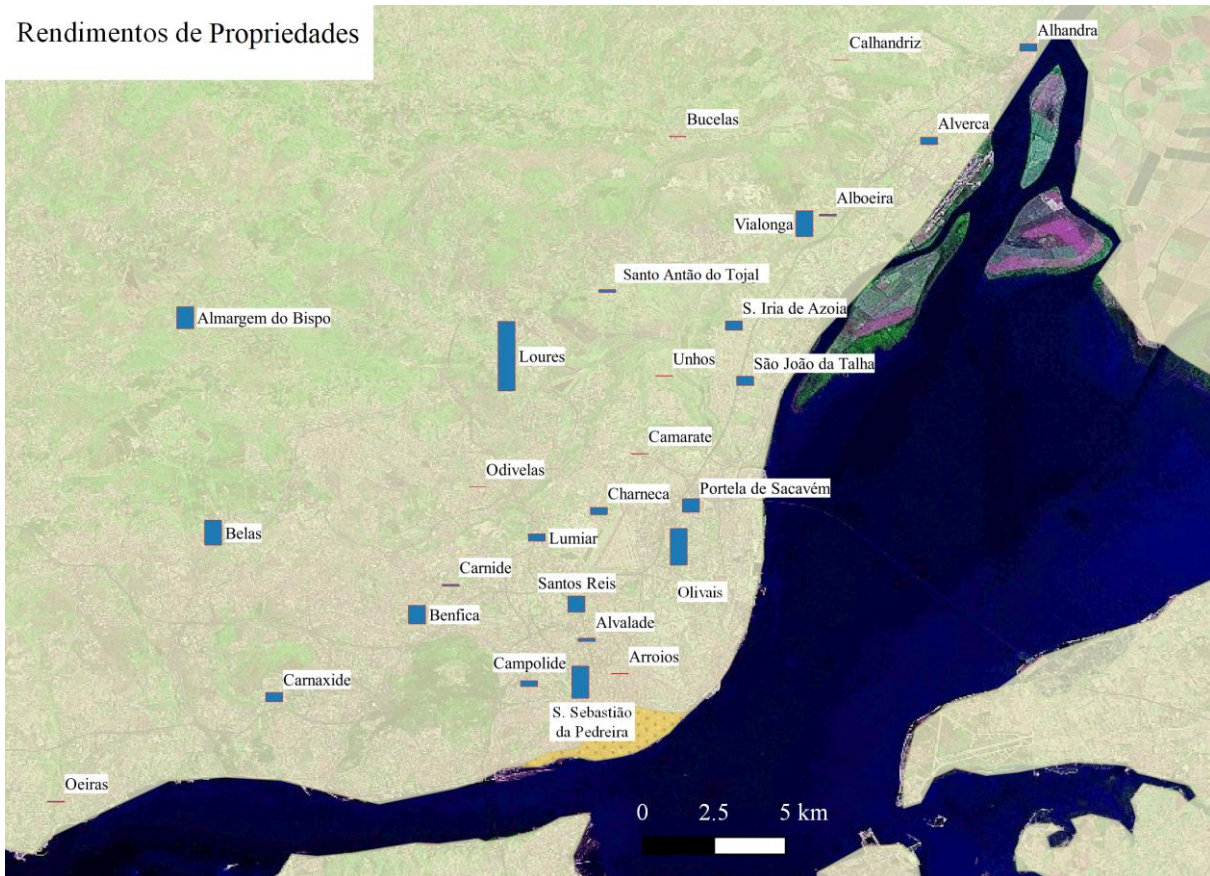 Rendimentos de Propriedades
Alhandra
Calhandriz
Bucelas
Alverca
Alboeira
Vialonga
Santo Antão do Tojal
Almargem do Bispo
S. Iria de Azoia
Loures
Unhos
São João da Talha
Camarate
Odivelas
Charneca
Portela de Sacavém
Belas
Lumiar
Carnide
Santos Reis
Olivais
Benfica
Alvalade
Campolide
Arroios
Carnaxide
S. Sebastião
da Pedreira
Oeiras
0 2.5 5 km